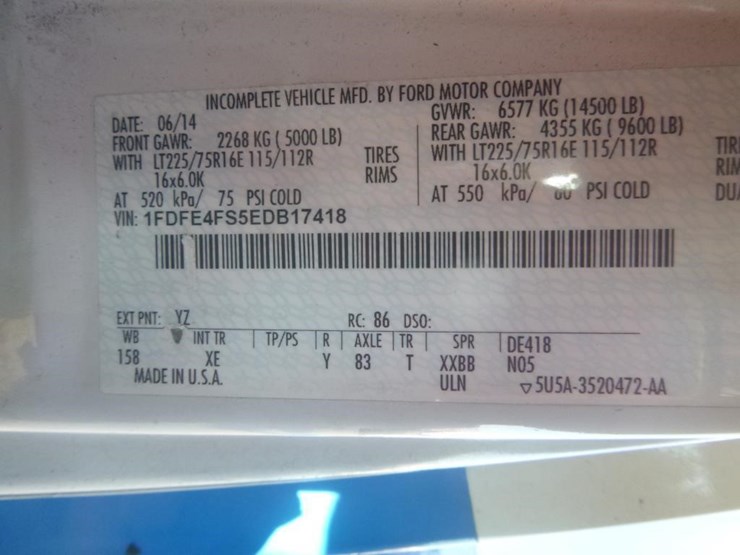 INCOMPLETE VEHICLE MFD. BY FORD MOTOR COMPANY
DATE: 06/14 GVWR: 6577 KG (14500 LB)
FRONT GAWR: 2268 KG ( 5000 LB) REAR GAWR: 4355 KG ( 9600 LB)
WITH LT225/75R16E 115/112R TIRES WITH LT225/75R16E 115/112R
16x6.0K RIMS 16x6.0K
AT 520 kPa/ 75 PSI COLD AT 550 kPa/ PSI COLD
VIN: 1FDFE4FS5EDB17418
EXT PNT: YZ RC: 86 DSO:
WB INT TR TP/PS R AXLE TR SPR DE418
158 XE Y 83 T XXBB N05
MADE IN U.S.A. ULN 5U5A-3520472-AA